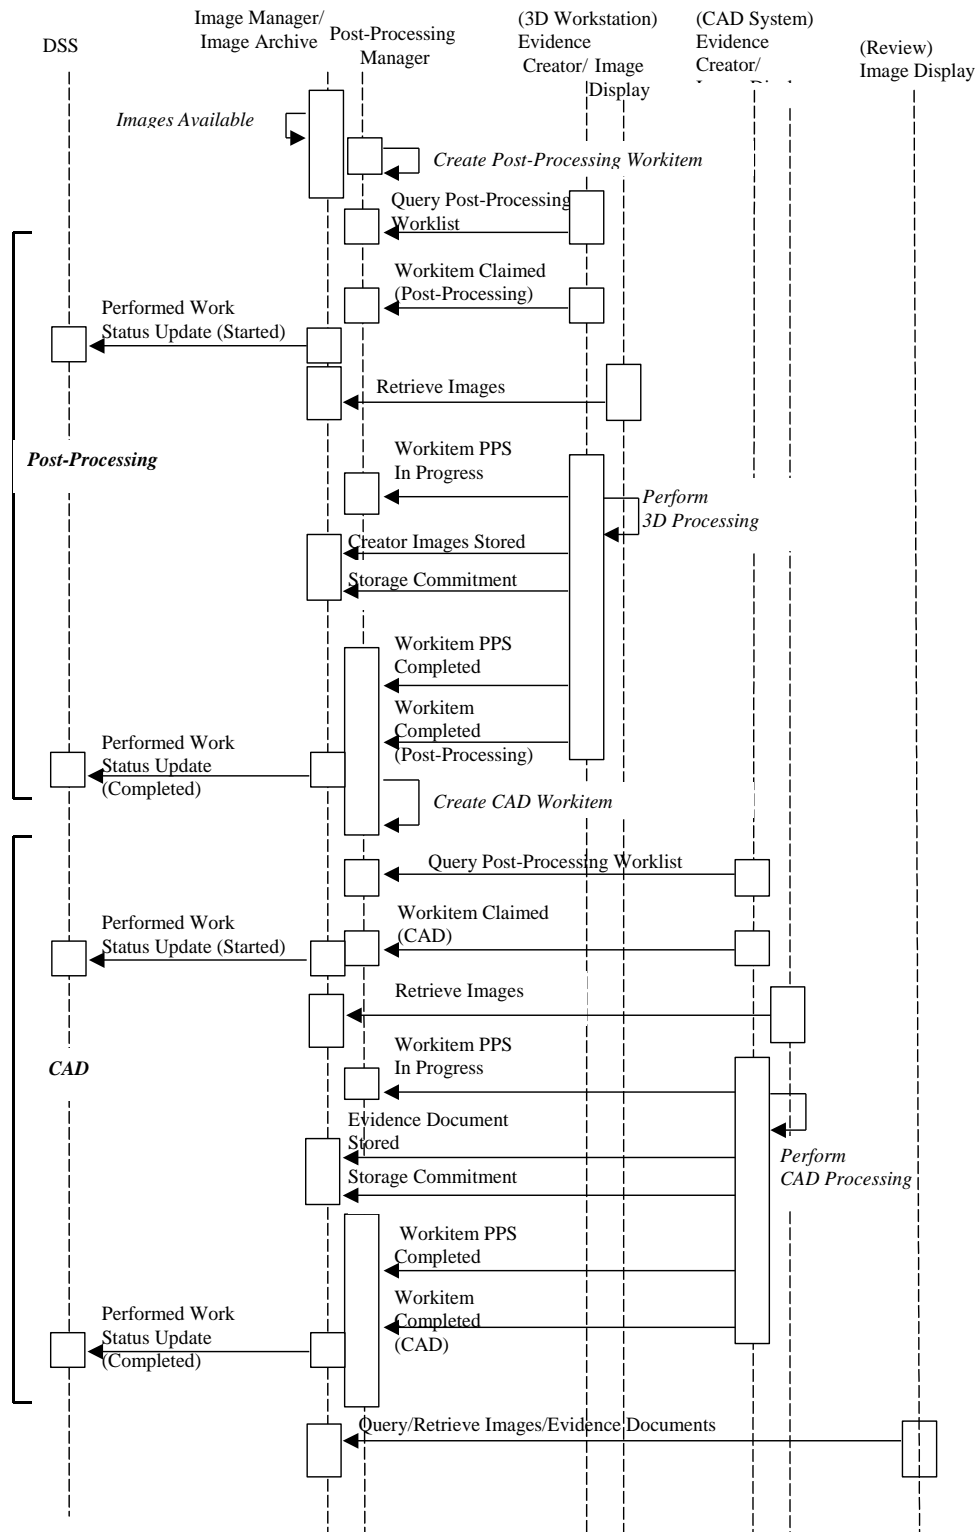 DSS
Image Manager/
Image Archive
Post-Processing
Manager
(3D Workstation)
Evidence
Creator/ Image
Display
(CAD System)
Evidence
Creator/
(Review)
Image Display
Images Available
Create Post-Processing Workitem
Query Post-Processing
Worklist
Workitem Claimed
(Post-Processing)
Performed Work
Status Update (Started)
Retrieve Images
Post-Processing
Workitem PPS
In Progress
Perform
3D Processing
Creator Images Stored
Storage Commitment
Workitem PPS
Completed
Workitem
Completed
(Post-Processing)
Performed Work
Status Update
(Completed)
Create CAD Workitem
Query Post-Processing Worklist
Workitem Claimed
(CAD)
Performed Work
Status Update (Started)
Retrieve Images
CAD
Workitem PPS
In Progress
Evidence Document
Stored
Perform
CAD Processing
Storage Commitment
Workitem PPS
Completed
Workitem
Completed
(CAD)
Performed Work
Status Update
(Completed)
Query/Retrieve Images/Evidence Documents